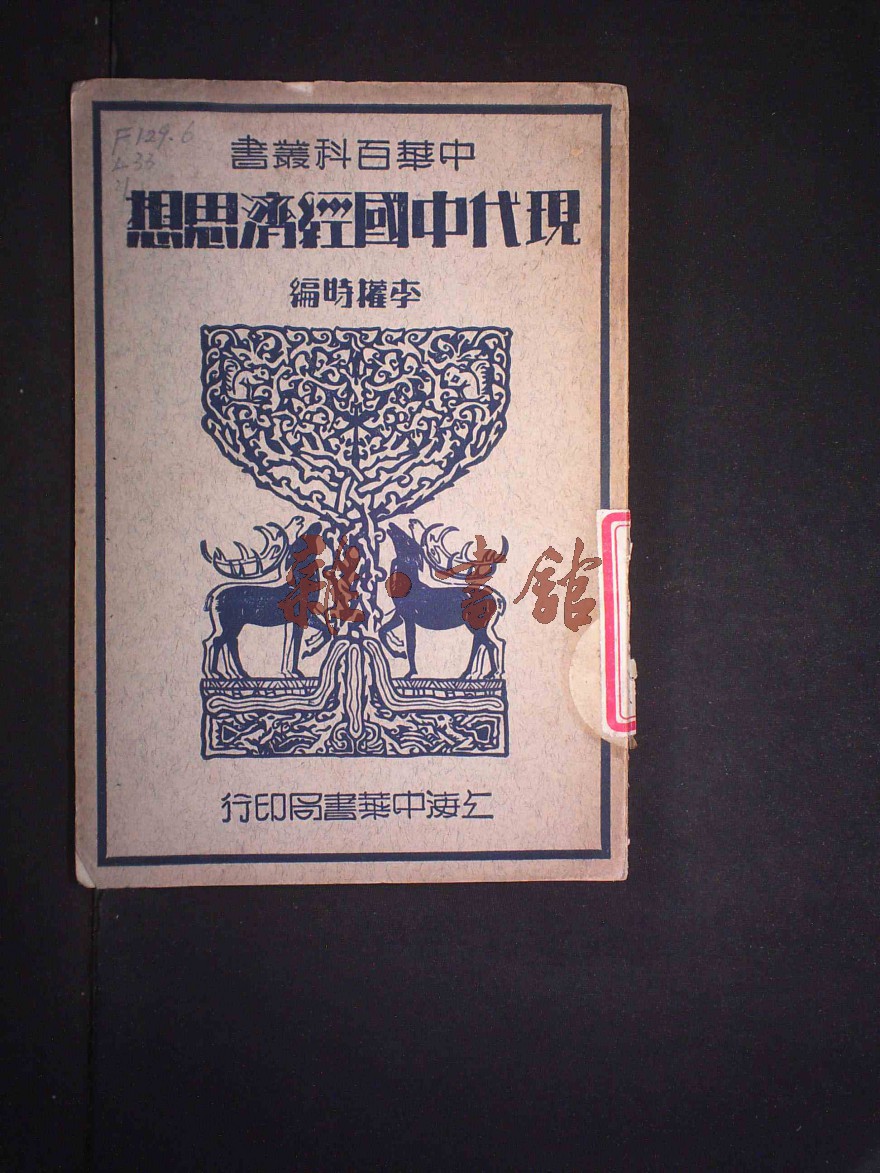 F129.6
L33
中華百科叢書
現代中國經濟思想
李權時編
雜·書館
上海中華書局印行